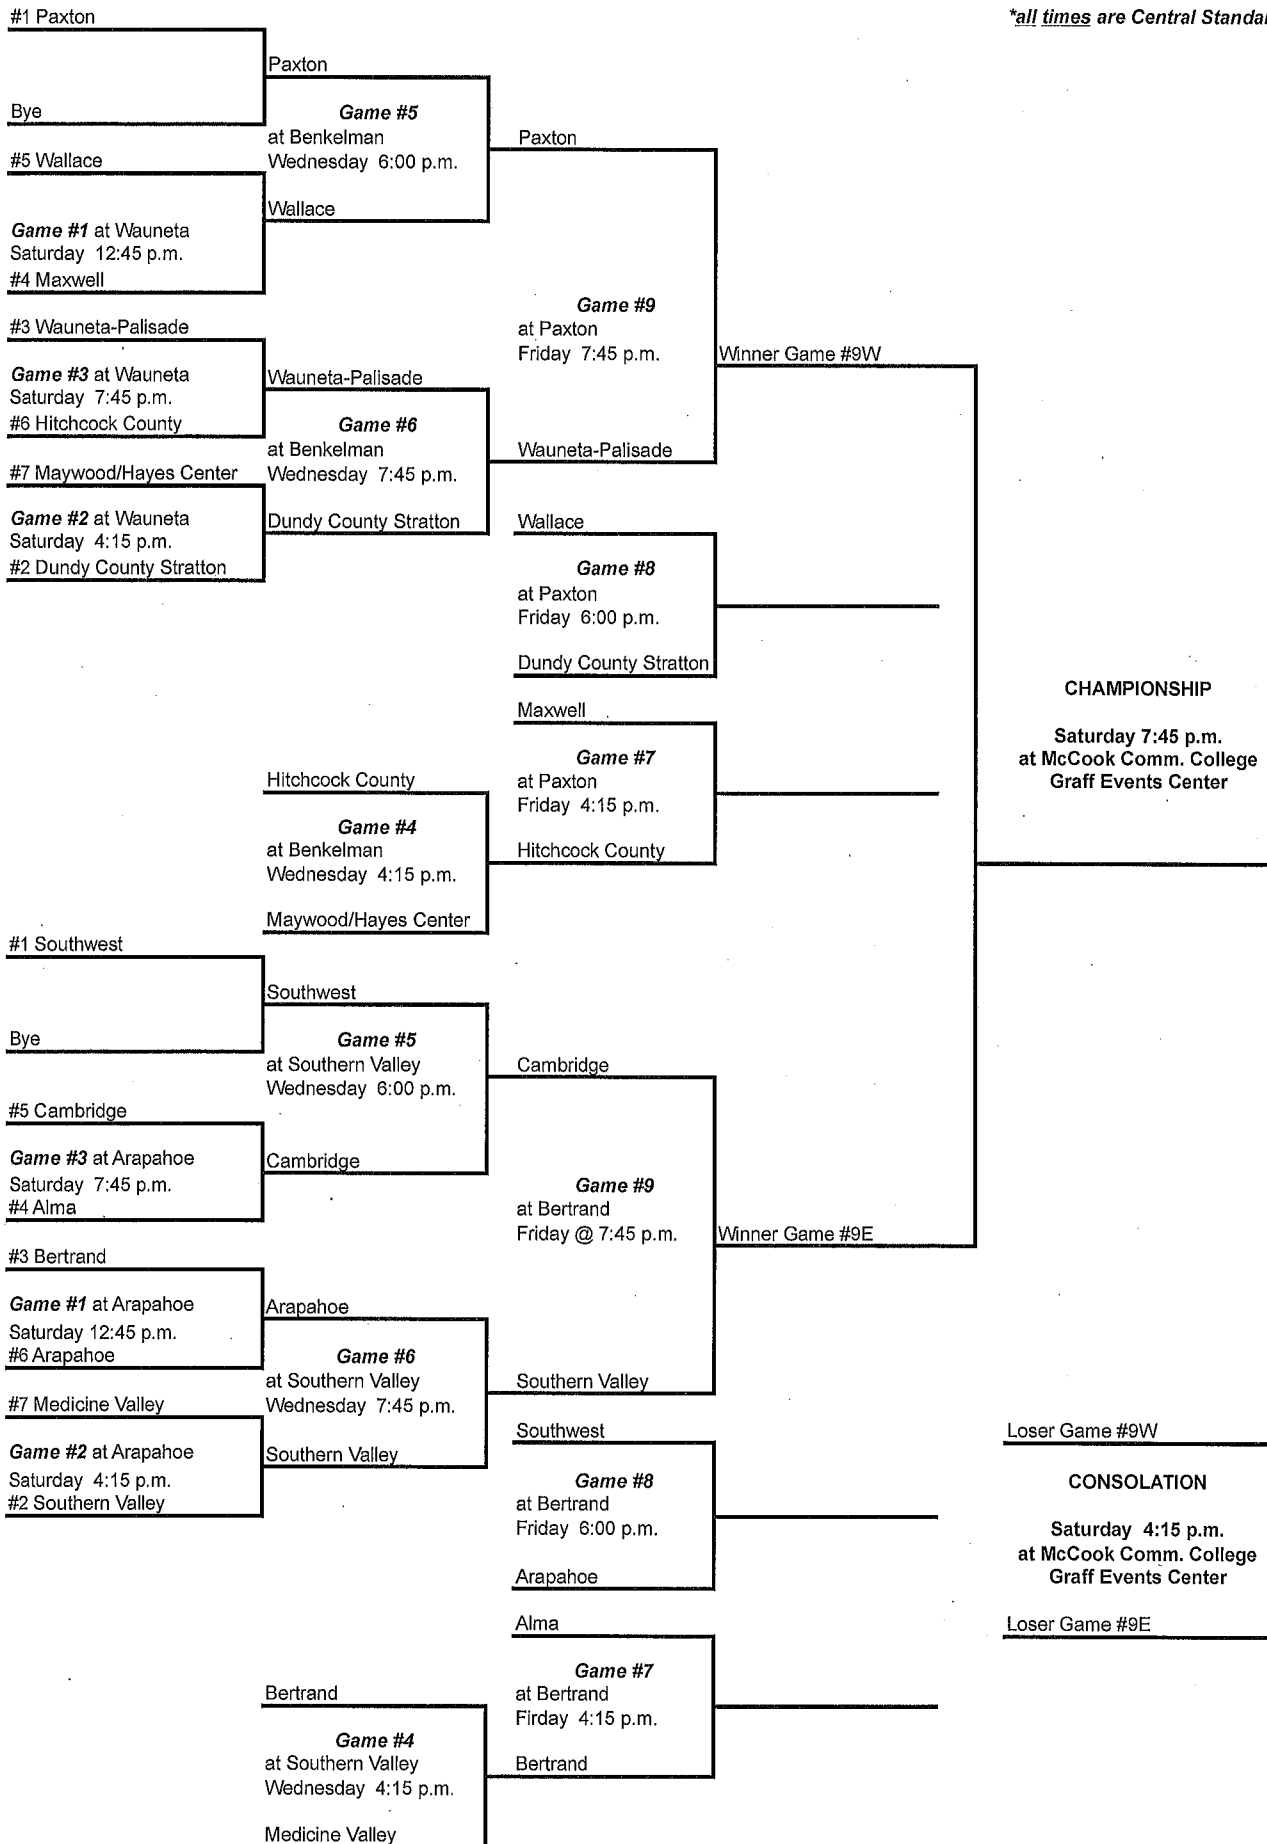 #1 Paxton
*all times are Central Standa
Paxton
Bye
Game #5
at Benkelman
Wednesday 6:00 p.m.
Paxton
#5 Wallace
Wallace
Game #1 at Wauneta
Saturday 12:45 p.m.
#4 Maxwell
Game #9
at Paxton
Friday 7:45 p.m.
Winner Game #9W
#3 Wauneta-Palisade
Game #3 at Wauneta
Saturday 7:45 p.m.
#6 Hitchcock County
Wauneta-Palisade
Game #6
at Benkelman
Wednesday 7:45 p.m.
Wauneta-Palisade
#7 Maywood/Hayes Center
Game #2 at Wauneta
Saturday 4:15 p.m.
#2 Dundy County Stratton
Dundy County Stratton
Wallace
Game #8
at Paxton
Friday 6:00 p.m.
Dundy County Stratton
CHAMPIONSHIP
Saturday 7:45 p.m.
at McCook Comm. College
Graff Events Center
Maxwell
Game #7
at Paxton
Friday 4:15 p.m.
Hitchcock County
Hitchcock County
Game #4
at Benkelman
Wednesday 4:15 p.m.
Maywood/Hayes Center
#1 Southwest
Southwest
Bye
Game #5
at Southern Valley
Wednesday 6:00 p.m.
Cambridge
#5 Cambridge
Game #3 at Arapahoe
Saturday 7:45 p.m.
#4 Alma
Cambridge
Game #9
at Bertrand
Friday @ 7:45 p.m.
Winner Game #9E
#3 Bertrand
Game #1 at Arapahoe
Saturday 12:45 p.m.
#6 Arapahoe
Arapahoe
Game #6
at Southern Valley
Wednesday 7:45 p.m.
Southern Valley
#7 Medicine Valley
Game #2 at Arapahoe
Saturday 4:15 p.m.
#2 Southern Valley
Southern Valley
Southwest
Game #8
at Bertrand
Friday 6:00 p.m.
Arapahoe
Loser Game #9W
CONSOLATION
Saturday 4:15 p.m.
at McCook Comm. College
Graff Events Center
Loser Game #9E
Alma
Game #7
at Bertrand
Firday 4:15 p.m.
Bertrand
Bertrand
Game #4
at Southern Valley
Wednesday 4:15 p.m.
Medicine Valley